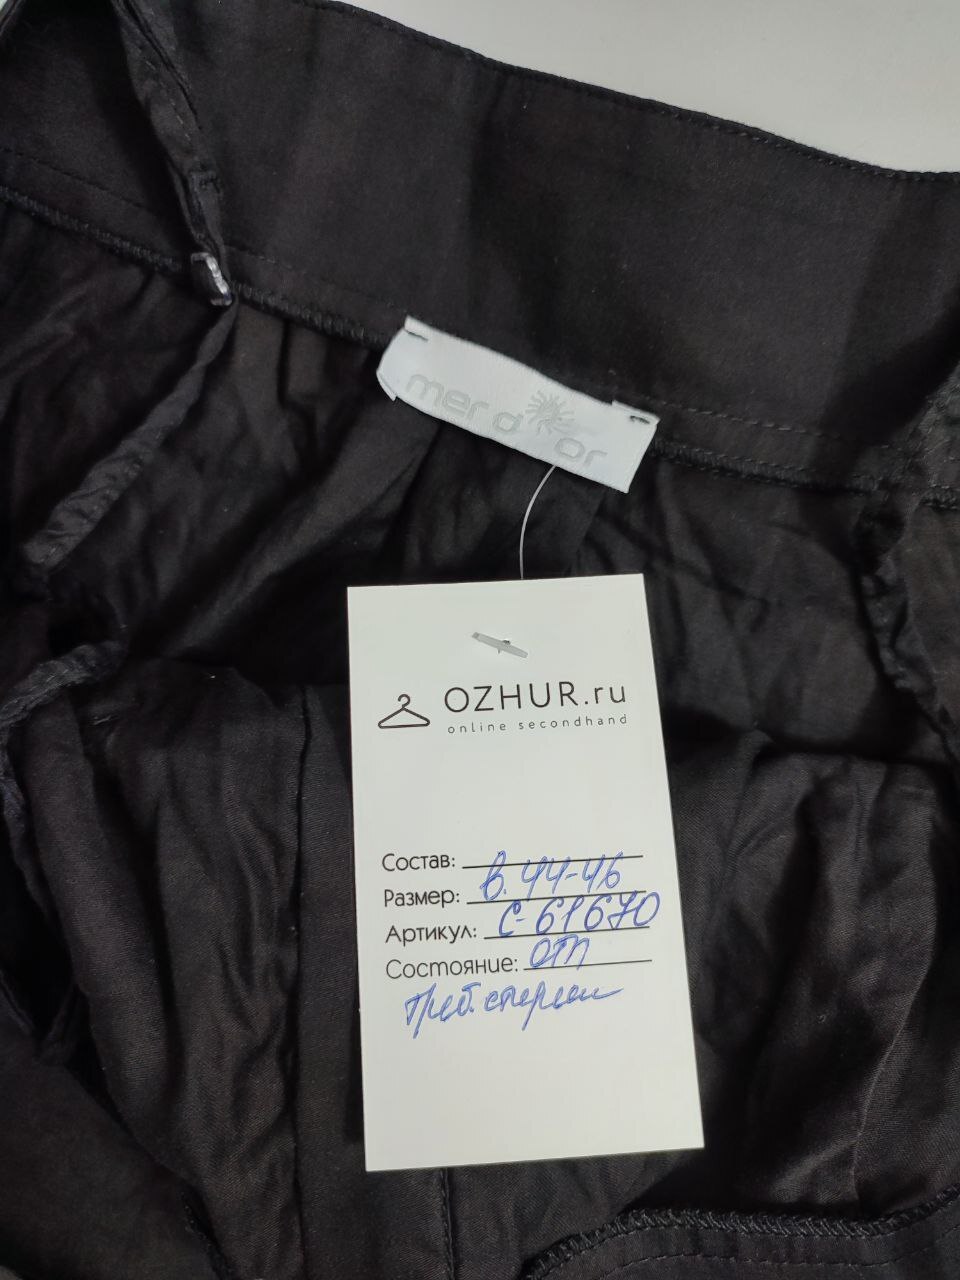 mer d or
OZHUR.ru
online secondhand
Состав:
Размер: в. 44-46
Артикул: С-61670
Состояние: отл